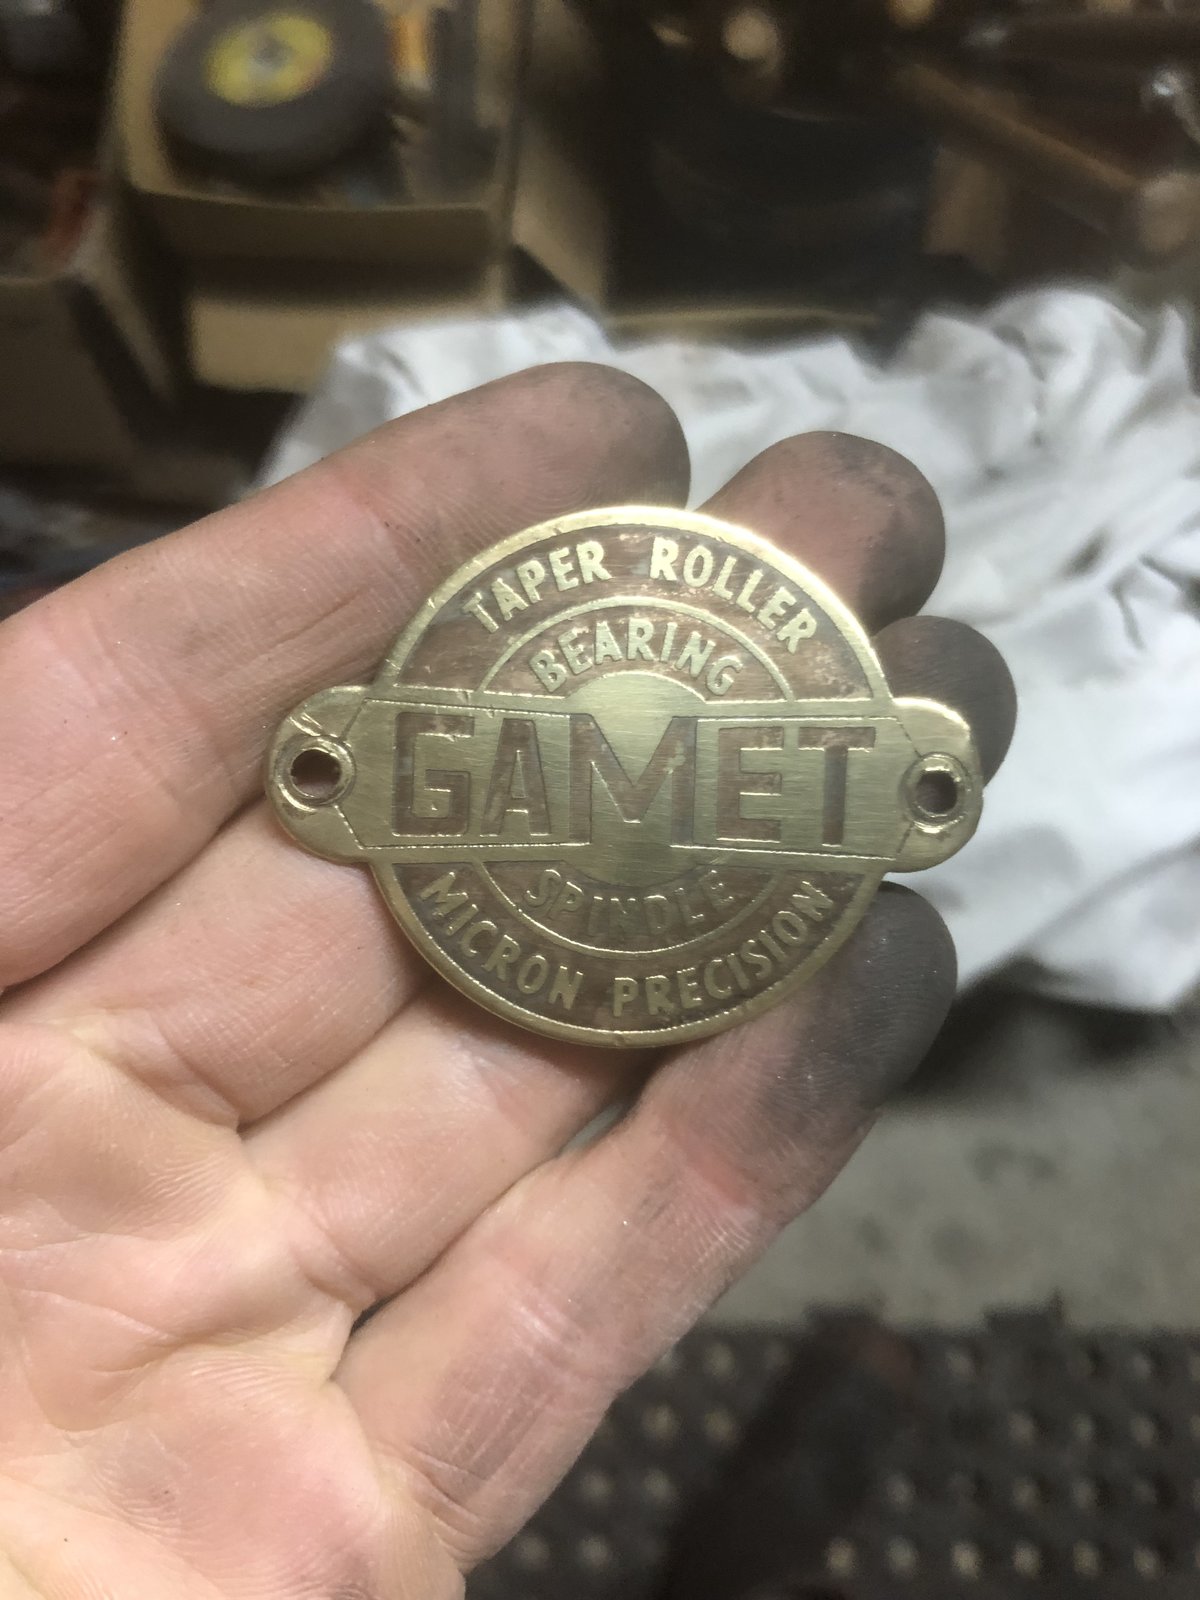 TAPER ROLLER
BEARING
GAMET
SPINDLE
MICRON PRECISION